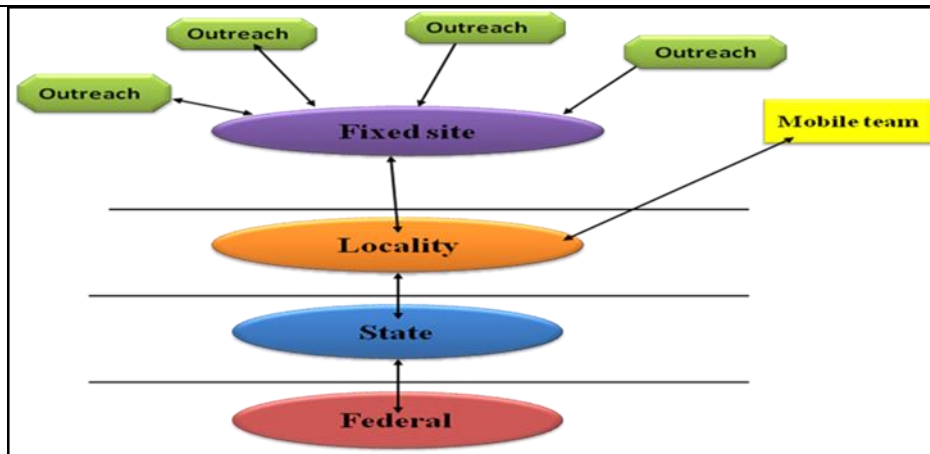 Outreach
Outreach
Outreach
Outreach
Fixed site
Mobile team
Locality
State
Federal